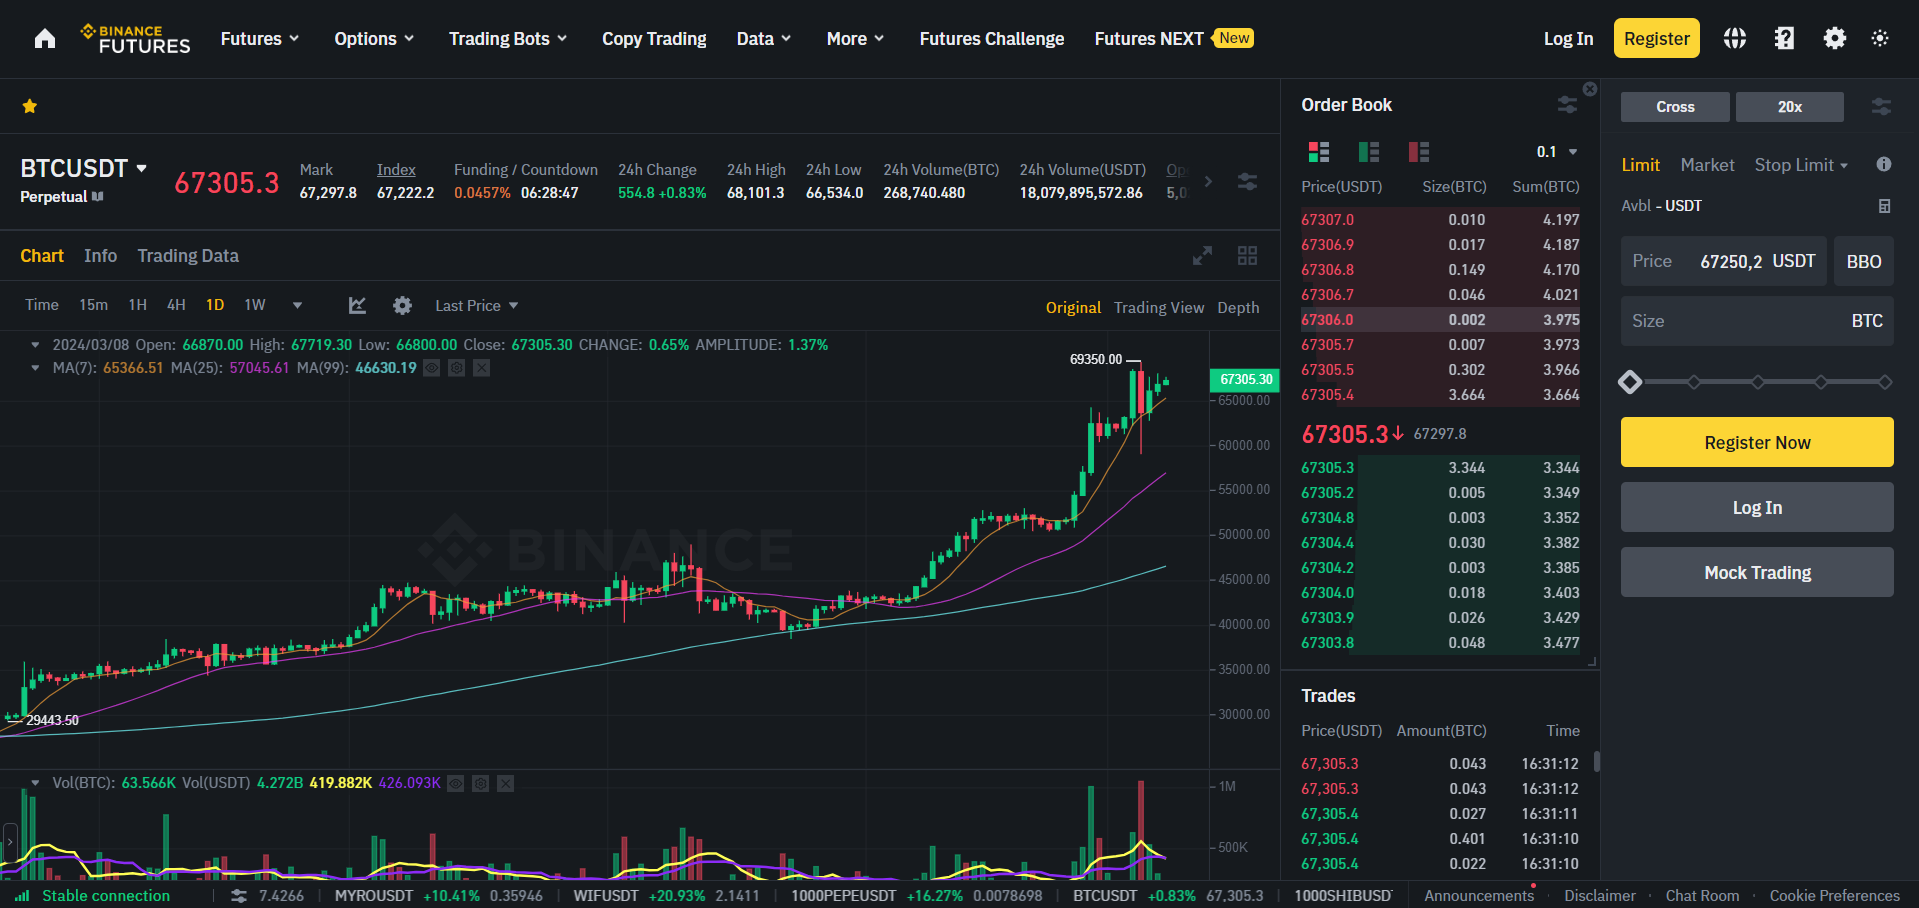 BINANCE
FUTURES
Futures Options Trading Bots Copy Trading Data More Futures Challenge Futures NEXT New Log In Register
BTCUSDT
Perpetual
67305.3
Mark
67,297.8
Index
67,222.2
Funding / Countdown
0.0457% 06:28:47
24h Change
554.8 +0.83%
24h High
68,101.3
24h Low
66,534.0
24h Volume(BTC)
268,740.480
24h Volume(USDT)
18,079,895,572.86
Chart Info Trading Data
Time 15m 1H 4H 1D 1W Last Price Original Trading View Depth
2024/03/08 Open: 66870.00 High: 67719.30 Low: 66800.00 Close: 67305.30 CHANGE: 0.65% AMPLITUDE: 1.37%
MA(7): 65366.51 MA(25): 57045.61 MA(99): 46630.19
69350.00
67305.30
65000.00
60000.00
55000.00
50000.00
45000.00
40000.00
35000.00
30000.00
BINANCE
29443.50
Vol(BTC): 63.566K Vol(USDT) 4.272B 419.882K 426.093K
1M
500K
Order Book
0.1
Price(USDT) Size(BTC) Sum(BTC)
67307.0 0.010 4.197
67306.9 0.017 4.187
67306.8 0.149 4.170
67306.7 0.046 4.021
67306.0 0.002 3.975
67305.7 0.007 3.973
67305.5 0.302 3.966
67305.4 3.664 3.664
67305.3 67297.8
67305.3 3.344 3.344
67305.2 0.005 3.349
67304.8 0.003 3.352
67304.4 0.030 3.382
67304.2 0.003 3.385
67304.0 0.018 3.403
67303.9 0.026 3.429
67303.8 0.048 3.477
Trades
Price(USDT) Amount(BTC) Time
67,305.3 0.043 16:31:12
67,305.3 0.043 16:31:12
67,305.4 0.027 16:31:11
67,305.4 0.401 16:31:10
67,305.4 0.022 16:31:10
Cross 20x
Limit Market Stop Limit
Avbl - USDT
Price 67250,2 USDT BBO
Size BTC
Register Now
Log In
Mock Trading
Stable connection 7.4266 MYROUSDT +10.41% 0.35946 WIFUSDT +20.93% 2.1411 1000PEPEUSDT +16.27% 0.0078698 BTCUSDT +0.83% 67,305.3 1000SHIBUSD Announcements Disclaimer Chat Room Cookie Preferences